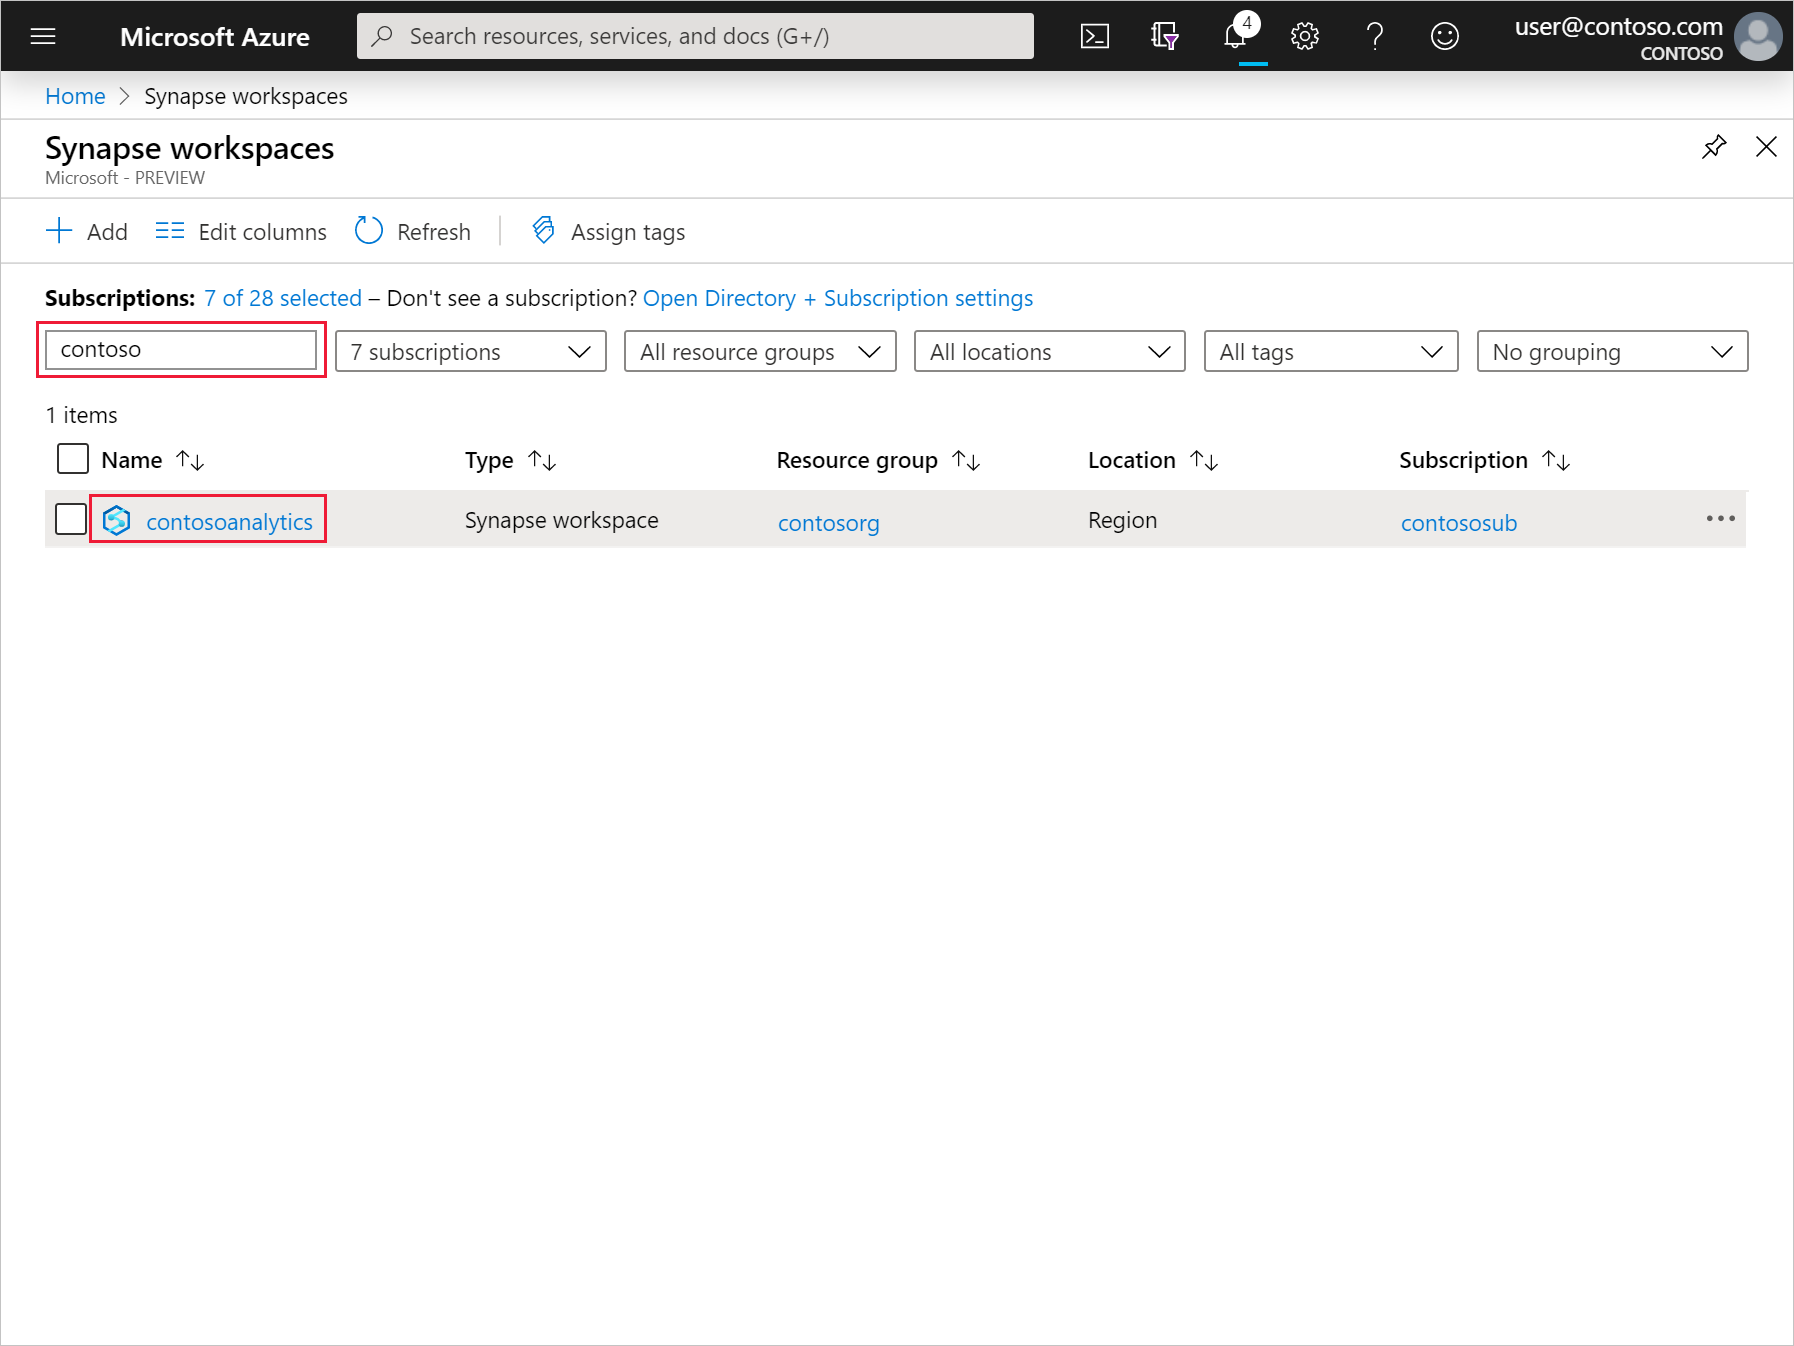 Microsoft Azure
Search resources, services, and docs (G+/)
4
user@contoso.com
CONTOSO
Home > Synapse workspaces
Synapse workspaces
Microsoft - PREVIEW
Add Edit columns Refresh Assign tags
Subscriptions: 7 of 28 selected – Don't see a subscription? Open Directory + Subscription settings
contoso 7 subscriptions All resource groups All locations All tags No grouping
1 items
Name Type Resource group Location Subscription
contosoanalytics Synapse workspace contosorg Region contososub